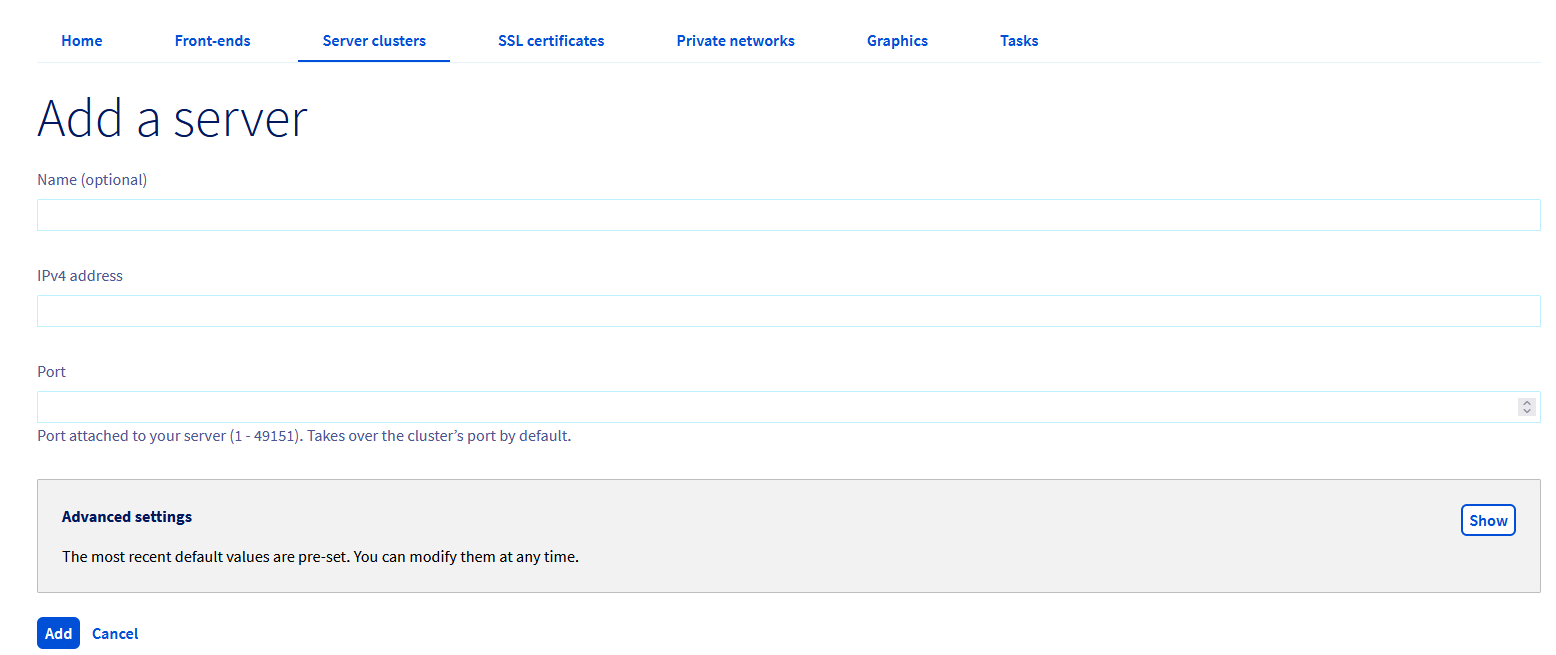 Home Front-ends Server clusters SSL certificates Private networks Graphics Tasks
Add a server
Name (optional)
IPv4 address
Port
Port attached to your server (1 - 49151). Takes over the cluster’s port by default.
Advanced settings
Show
The most recent default values are pre-set. You can modify them at any time.
Add Cancel